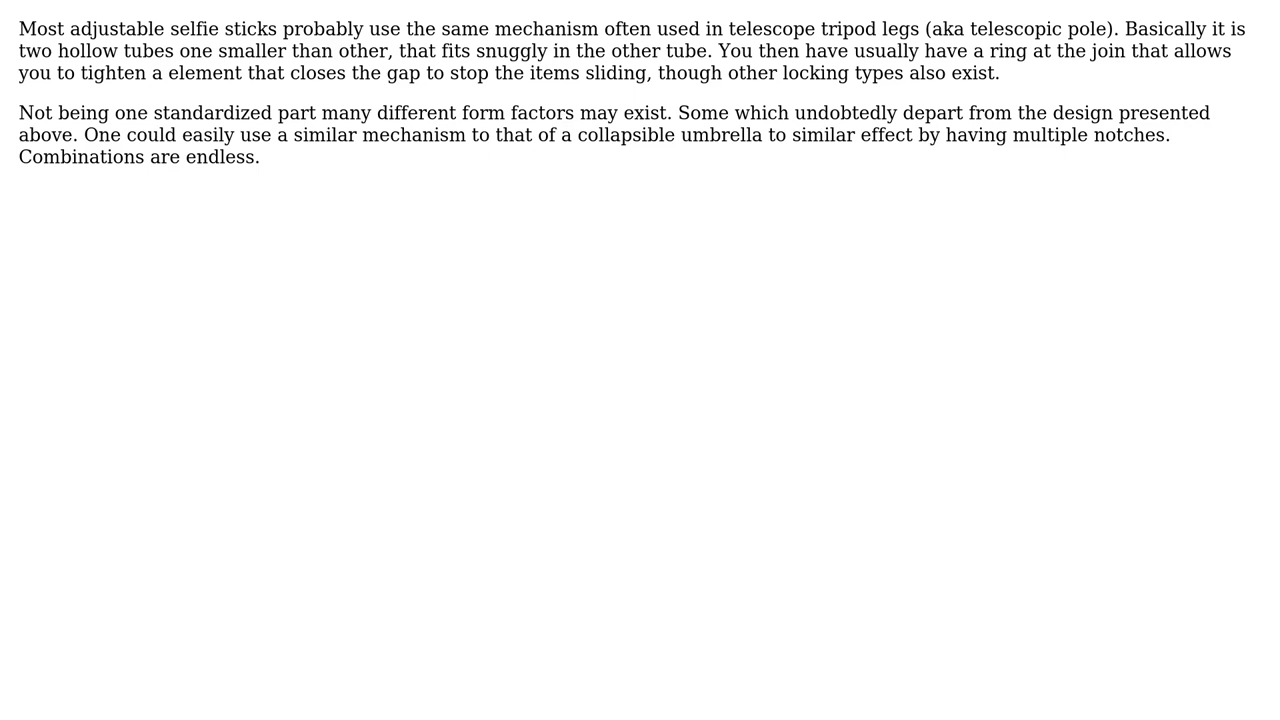 Most adjustable selfie sticks probably use the same mechanism often used in telescope tripod legs (aka telescopic pole). Basically it is
two hollow tubes one smaller than other, that fits snuggly in the other tube. You then have usually have a ring at the join that allows
you to tighten a element that closes the gap to stop the items sliding, though other locking types also exist.
Not being one standardized part many different form factors may exist. Some which undobtedly depart from the design presented
above. One could easily use a similar mechanism to that of a collapsible umbrella to similar effect by having multiple notches.
Combinations are endless.